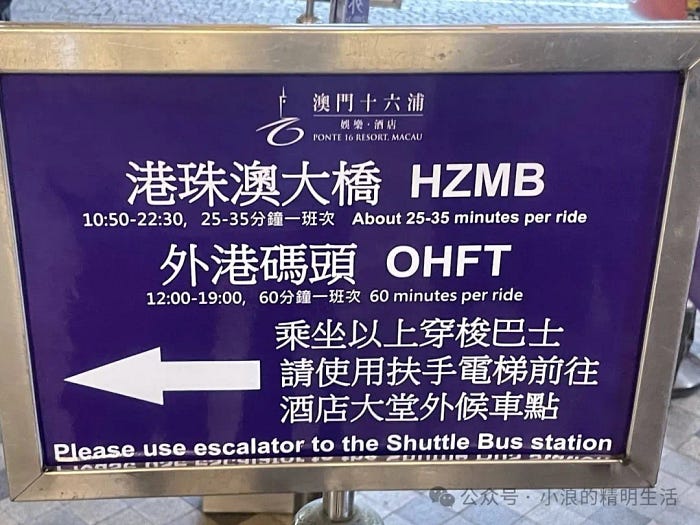 澳門十六浦
娛樂·酒店
PONTE 16 RESORT, MACAU
港珠澳大橋 HZMB
10:50-22:30, 25-35分鐘一班次 About 25-35 minutes per ride
外港碼頭 OHFT
12:00-19:00, 60分鐘一班次 60 minutes per ride
乘坐以上穿梭巴士
請使用扶手電梯前往
酒店大堂外候車點
Please use escalator to the Shuttle Bus station
公众号·小浪的精明生活